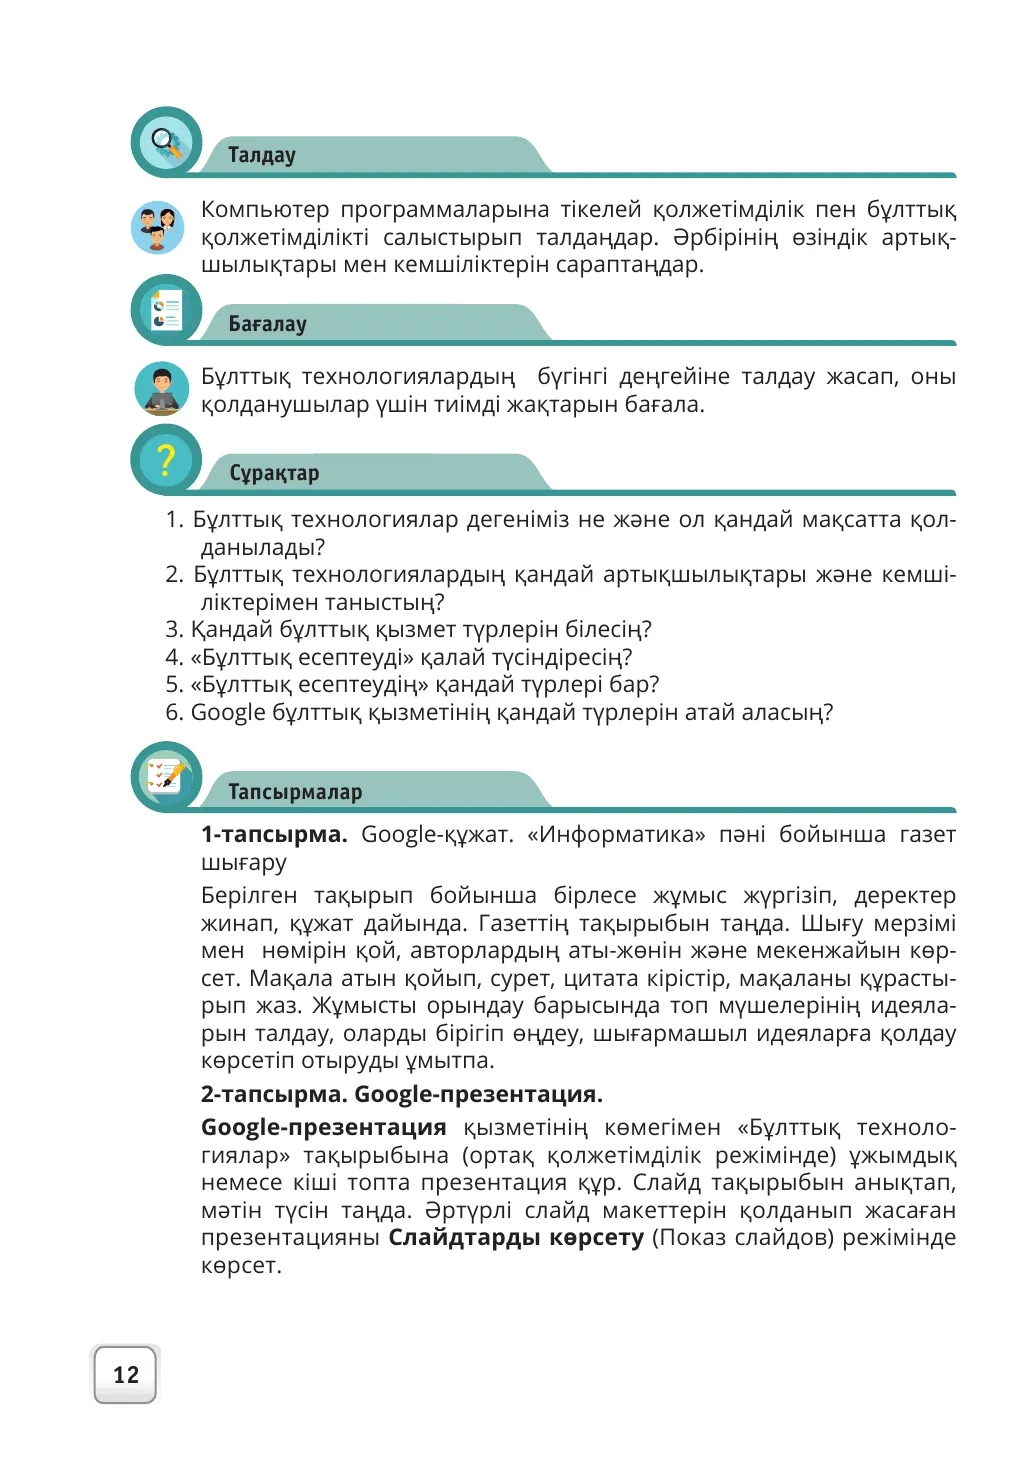 Талдау
Компьютер программаларына тікелей қолжетімділік пен бұлттық
қолжетімділікті салыстырып талдаңдар. Әрбірінің өзіндік артық-
шылықтары мен кемшіліктерін сараптаңдар.
Бағалау
Бұлттық технологиялардың бүгінгі деңгейіне талдау жасап, оны
қолданушылар үшін тиімді жақтарын бағала.
?
Сұрақтар
1. Бұлттық технологиялар дегеніміз не және ол қандай мақсатта қол-
данылады?
2. Бұлттық технологиялардың қандай артықшылықтары және кемші-
ліктерімен таныстың?
3. Қандай бұлттық қызмет түрлерін білесің?
4. «Бұлттық есептеуді» қалай түсіндіресің?
5. «Бұлттық есептеудің» қандай түрлері бар?
6. Google бұлттық қызметінің қандай түрлерін атай аласың?
Тапсырмалар
1-тапсырма. Google-құжат. «Информатика» пәні бойынша газет
шығару
Берілген тақырып бойынша бірлесе жұмыс жүргізіп, деректер
жинап, құжат дайында. Газеттің тақырыбын таңда. Шығу мерзімі
мен нөмірін қой, авторлардың аты-жөнін және мекенжайын көр-
сет. Мақала атын қойып, сурет, цитата кірістір, мақаланы құрасты-
рып жаз. Жұмысты орындау барысында топ мүшелерінің идеяла-
рын талдау, оларды бірігіп өңдеу, шығармашыл идеяларға қолдау
көрсетіп отыруды ұмытпа.
2-тапсырма. Google-презентация.
Google-презентация қызметінің көмегімен «Бұлттық техноло-
гиялар» тақырыбына (ортақ қолжетімділік режімінде) ұжымдық
немесе кіші топта презентация құр. Слайд тақырыбын анықтап,
мәтін түсін таңда. Әртүрлі слайд макеттерін қолданып жасаған
презентацияны Слайдтарды көрсету (Показ слайдов) режімінде
көрсет.
12